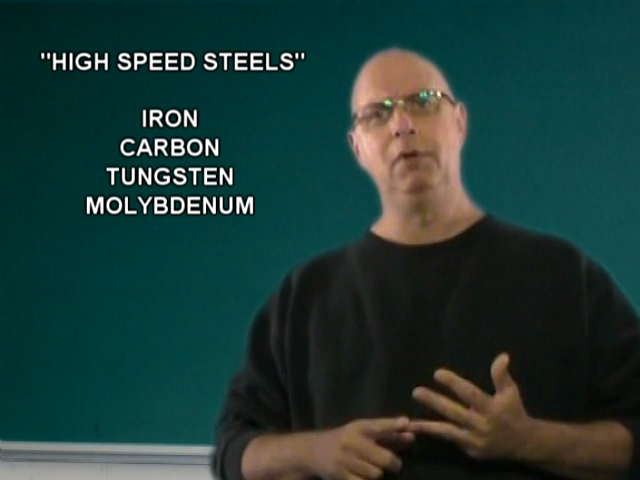 "HIGH SPEED STEELS"
IRON
CARBON
TUNGSTEN
MOLYBDENUM